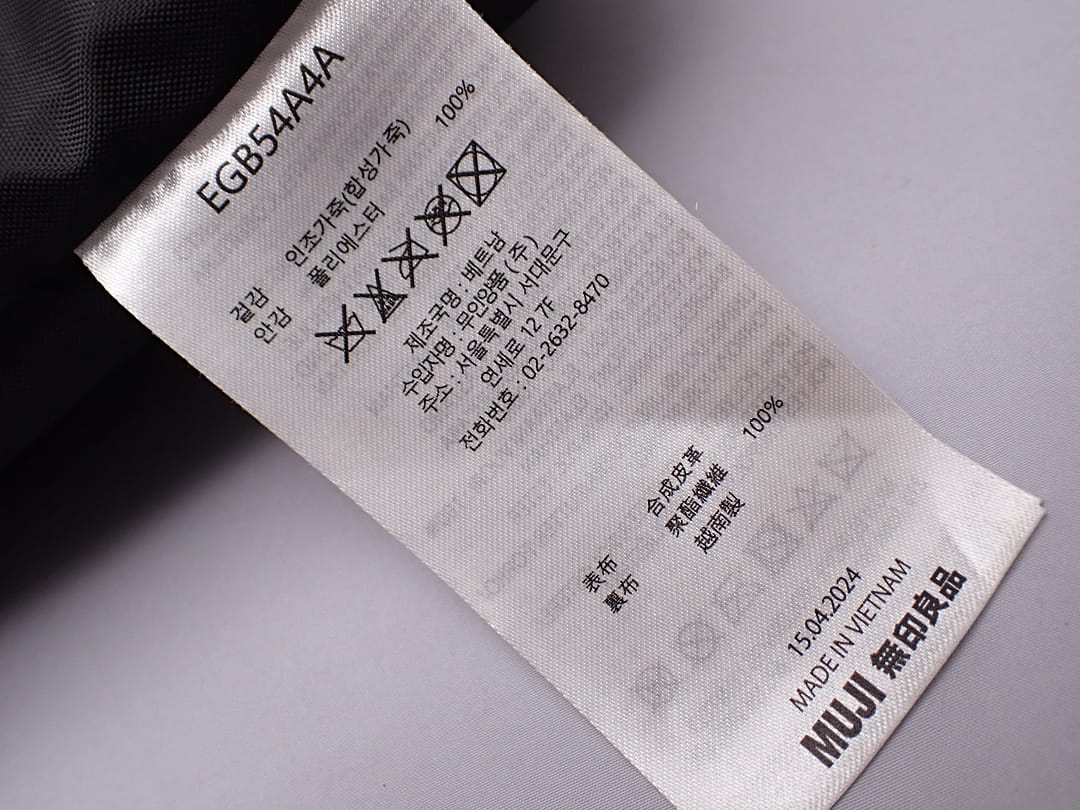 EGB54A4A
겉감 인조가죽(합성가죽)
안감 폴리에스터 100%
제조국명 : 베트남
수입자명 : 무인양품 (주)
주소 : 서울특별시 서대문구
연세로 12 7F
전화번호 : 02-2632-8470
表布 合成皮革
裏布 聚酯纖維 100%
越南製
15.04.2024
MADE IN VIETNAM
MUJI 無印良品